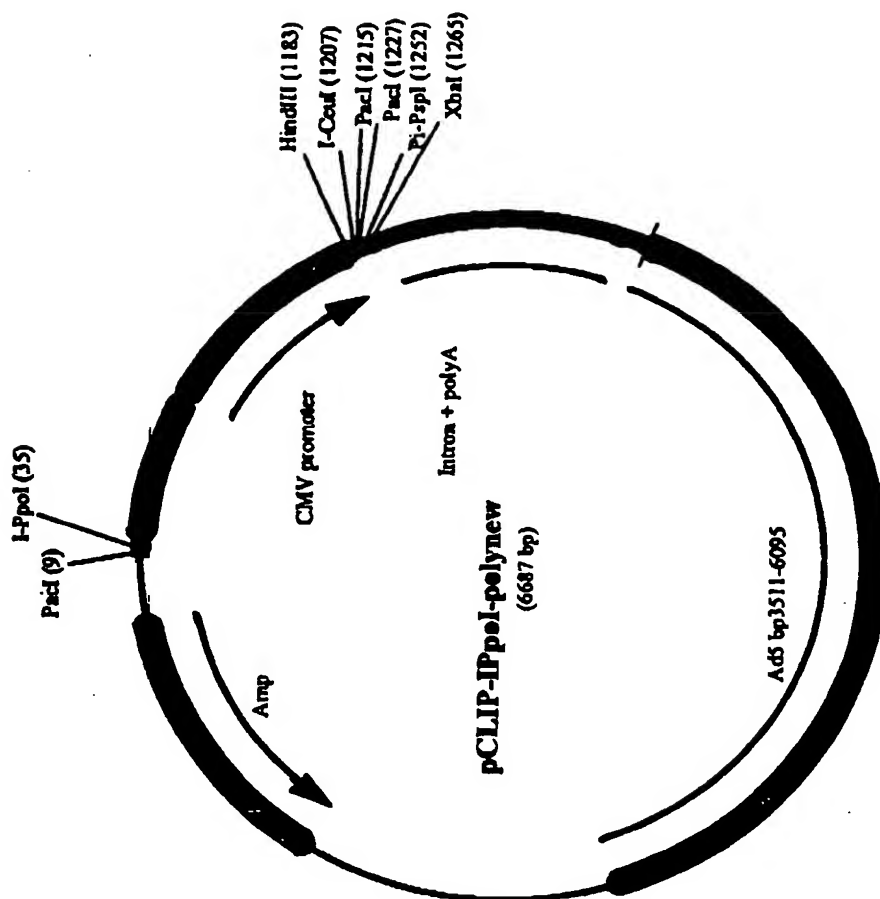 HindIII (1183)
I-CeuI (1207)
PacI (1215)
PacI (1227)
Pi-PspI (1252)
XbaI (1265)
I-PpoI (35)
PacI (9)
CMV promoter
Intron + polyA
Amp
pCLIP-IPpoI-polynew
(6687 bp)
Ad5 bp3511-6095